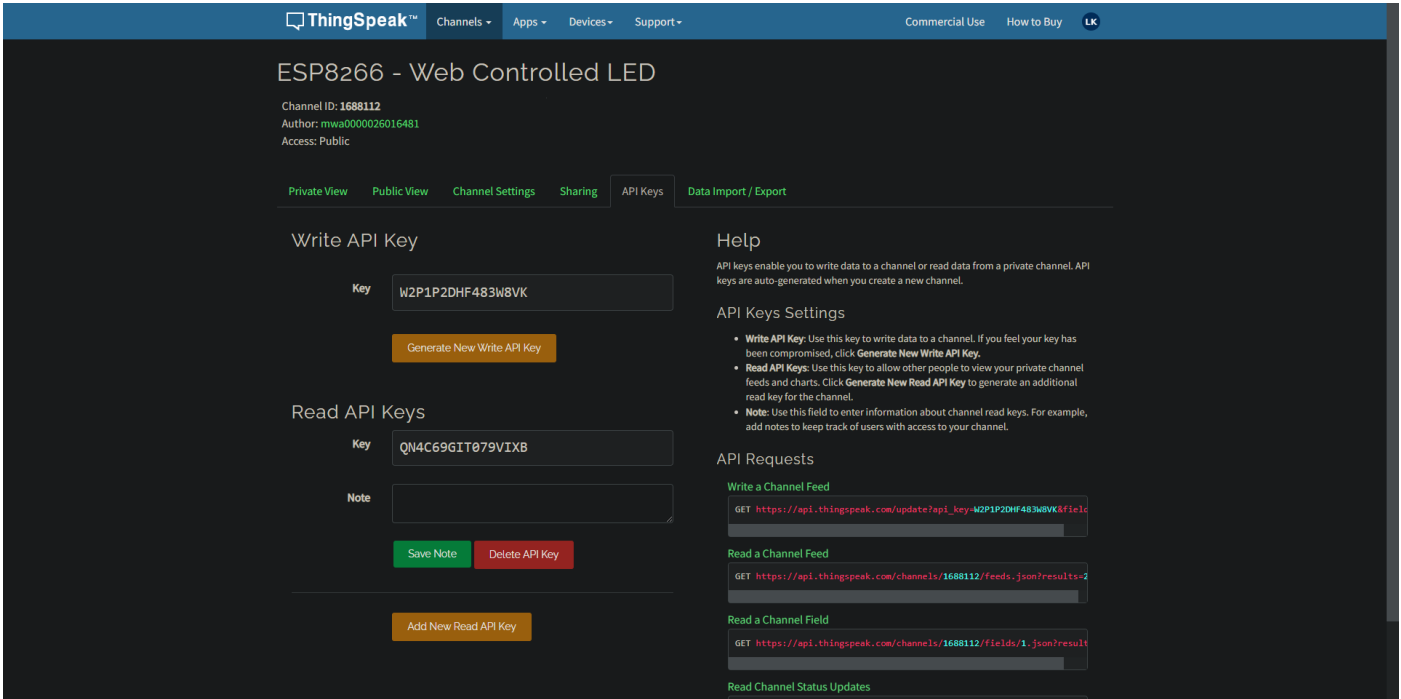 ThingSpeak™ Channels Apps Devices Support Commercial Use How to Buy LK
ESP8266 - Web Controlled LED
Channel ID: 1688112
Author: mwa0000026016481
Access: Public
Private View Public View Channel Settings Sharing API Keys Data Import / Export
Write API Key
Key
W2P1P2DHF483W8VK
Generate New Write API Key
Read API Keys
Key
QN4C69GIT079VIXB
Note
Save Note Delete API Key
Add New Read API Key
Help
API keys enable you to write data to a channel or read data from a private channel. API
keys are auto-generated when you create a new channel.
API Keys Settings
• Write API Key: Use this key to write data to a channel. If you feel your key has
been compromised, click Generate New Write API Key.
• Read API Keys: Use this key to allow other people to view your private channel
feeds and charts. Click Generate New Read API Key to generate an additional
read key for the channel.
• Note: Use this field to enter information about channel read keys. For example,
add notes to keep track of users with access to your channel.
API Requests
Write a Channel Feed
GET https://api.thingspeak.com/update?api_key=W2P1P2DHF483W8VK&field
Read a Channel Feed
GET https://api.thingspeak.com/channels/1688112/feeds.json?results=2
Read a Channel Field
GET https://api.thingspeak.com/channels/1688112/fields/1.json?result
Read Channel Status Updates